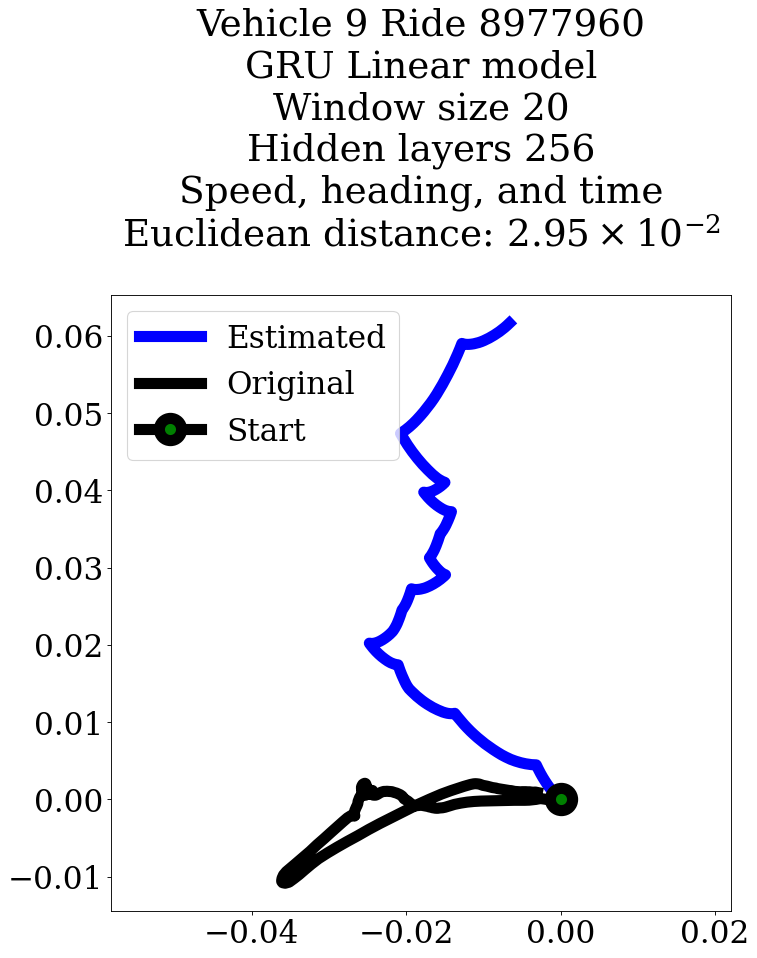 Vehicle 9 Ride 8977960
GRU Linear model
Window size 20
Hidden layers 256
Speed, heading, and time
Euclidean distance: 2.95 × 10⁻²
Estimated
Original
Start
0.06
0.05
0.04
0.03
0.02
0.01
0.00
−0.01
−0.04
−0.02
0.00
0.02